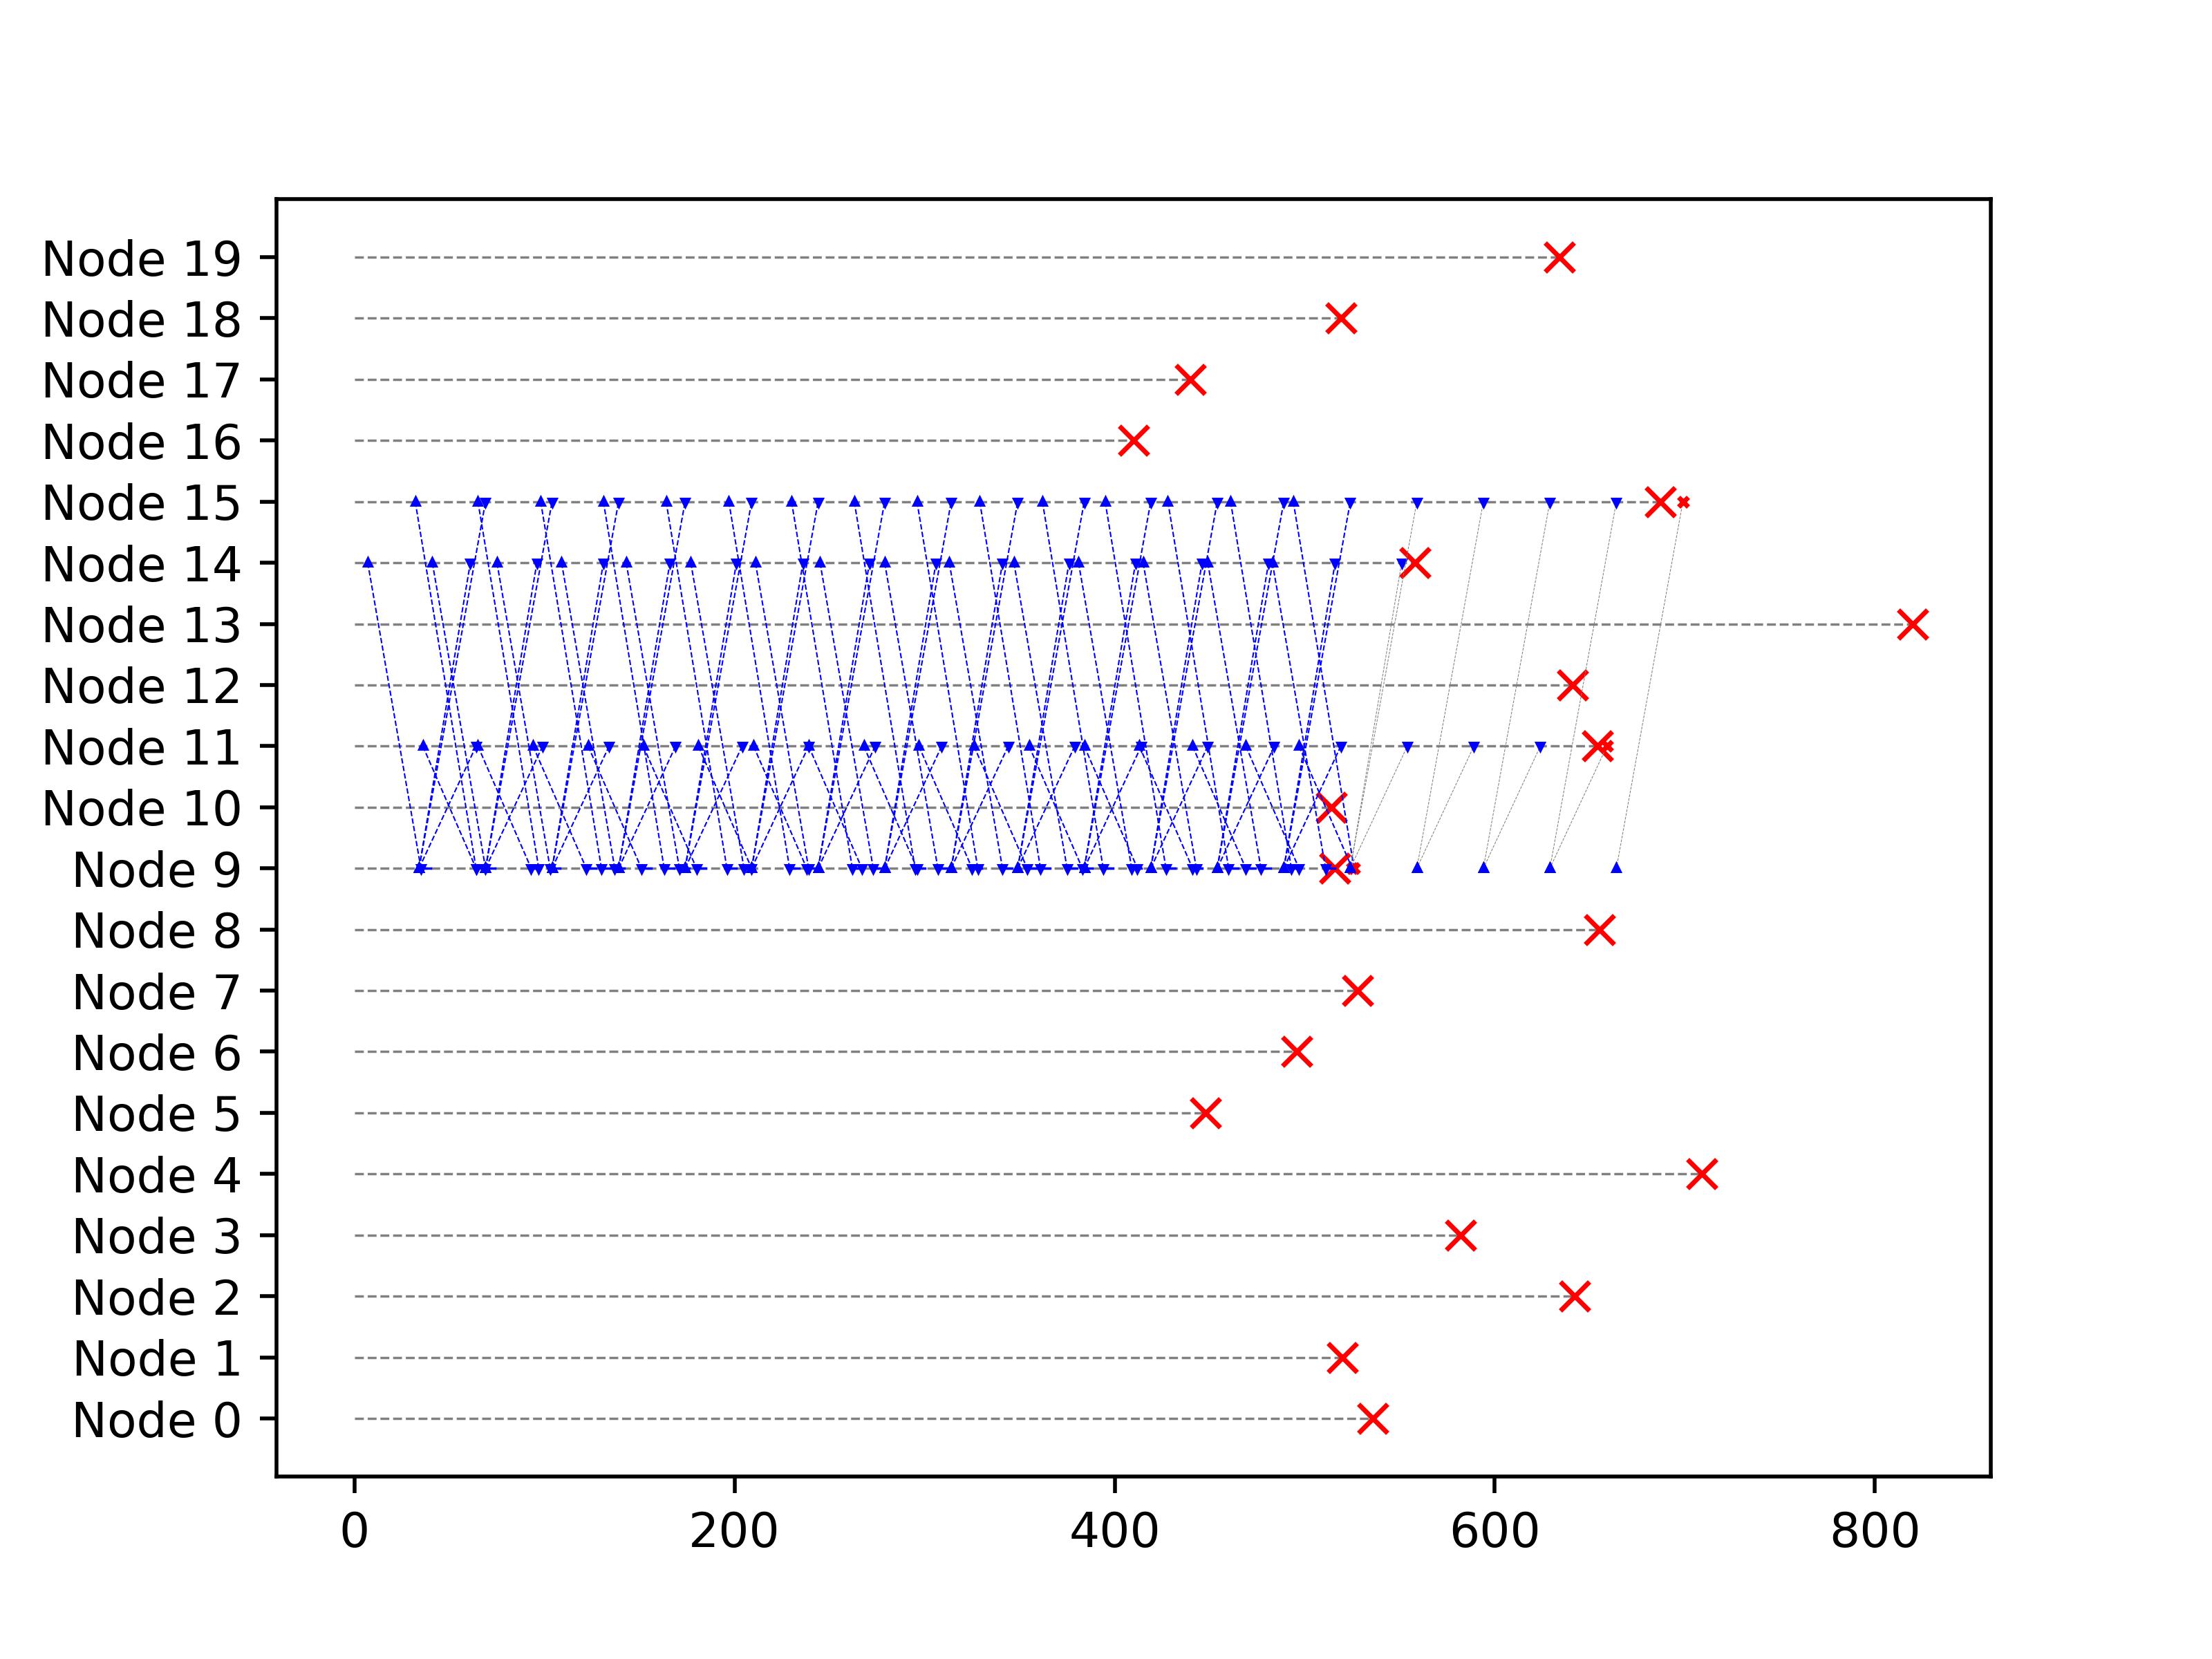 Node 19
Node 18
Node 17
Node 16
Node 15
Node 14
Node 13
Node 12
Node 11
Node 10
Node 9
Node 8
Node 7
Node 6
Node 5
Node 4
Node 3
Node 2
Node 1
Node 0
0 200 400 600 800